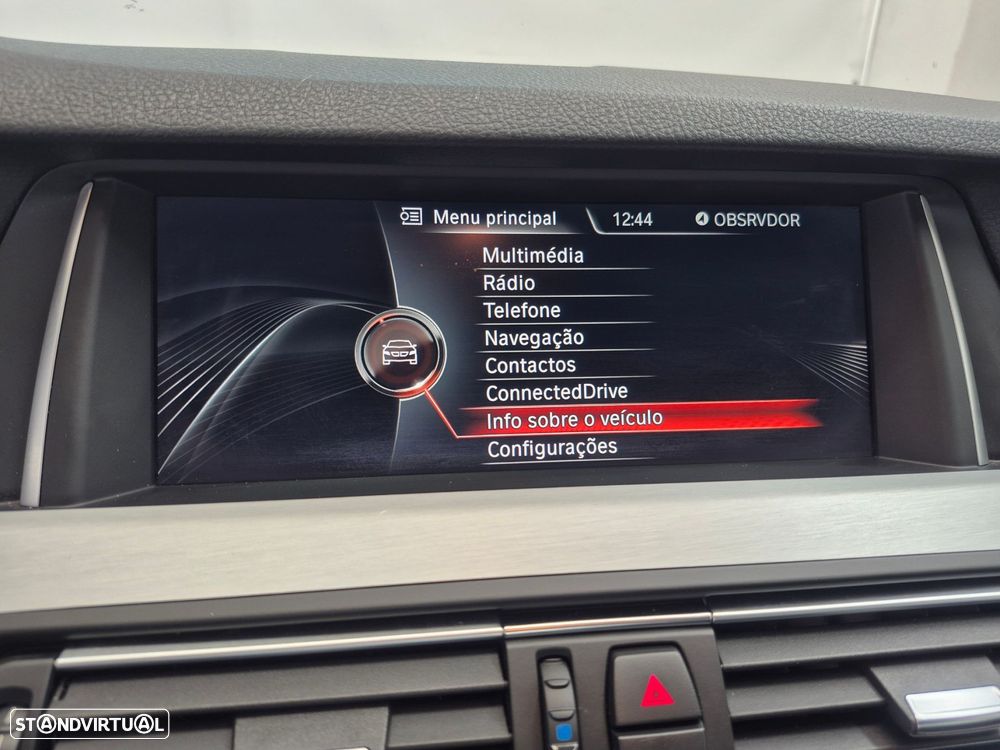 Menu principal 12:44 OBSRVDOR
Multimédia
Rádio
Telefone
Navegação
Contactos
ConnectedDrive
Info sobre o veículo
Configurações
STANDVIRTUAL